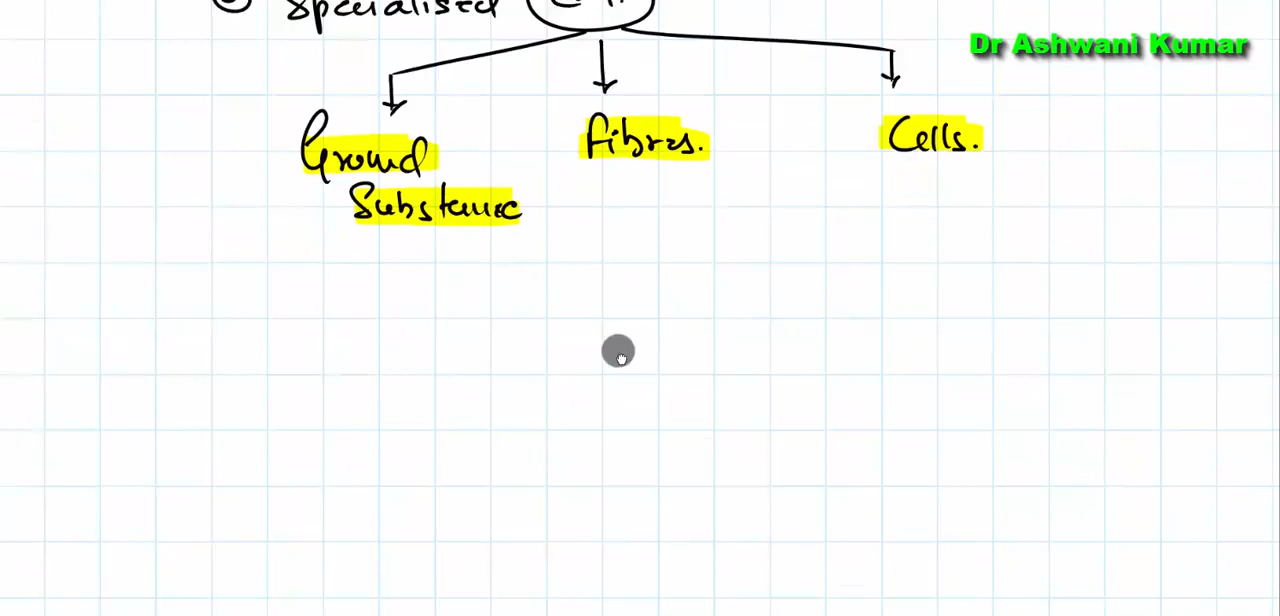 Specialised
Dr Ashwani Kumar
Ground
Substance
Fibres.
Cells.